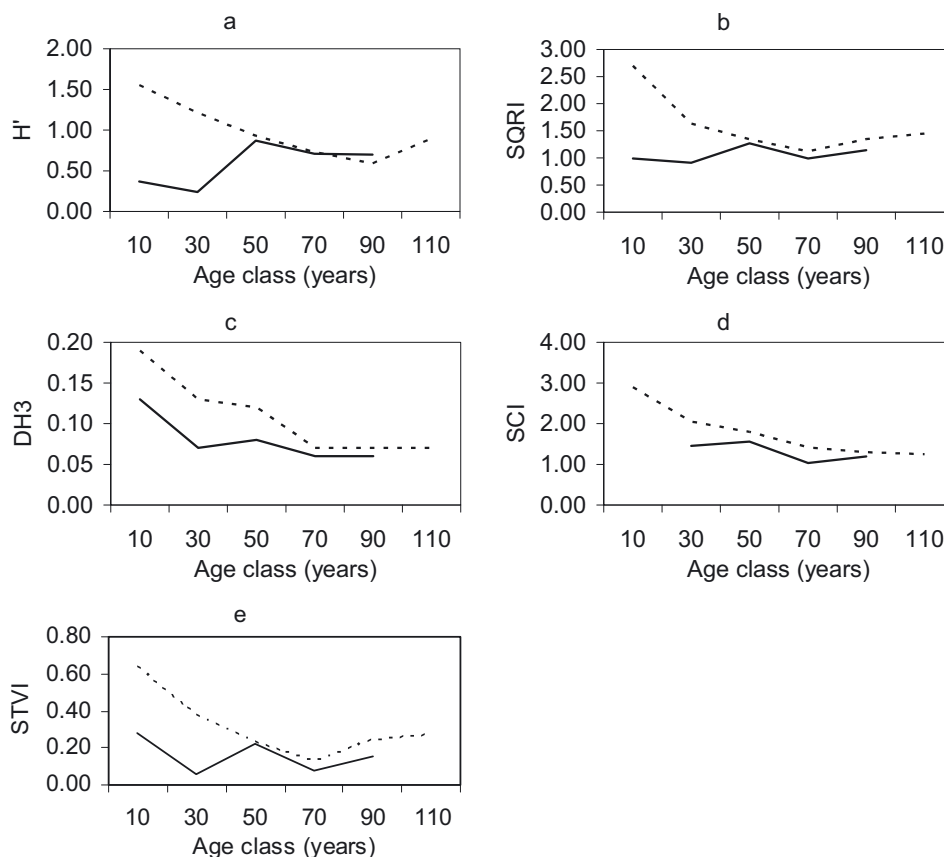 a
2.00
1.50
1.00
0.50
0.00
H'
10 30 50 70 90 110
Age class (years)
b
3.00
2.50
2.00
1.50
1.00
0.50
0.00
SQRI
10 30 50 70 90 110
Age class (years)
c
0.20
0.15
0.10
0.05
0.00
DH3
10 30 50 70 90 110
Age class (years)
d
4.00
3.00
2.00
1.00
0.00
SCI
10 30 50 70 90 110
Age class (years)
e
0.80
0.60
0.40
0.20
0.00
STVI
10 30 50 70 90 110
Age class (years)